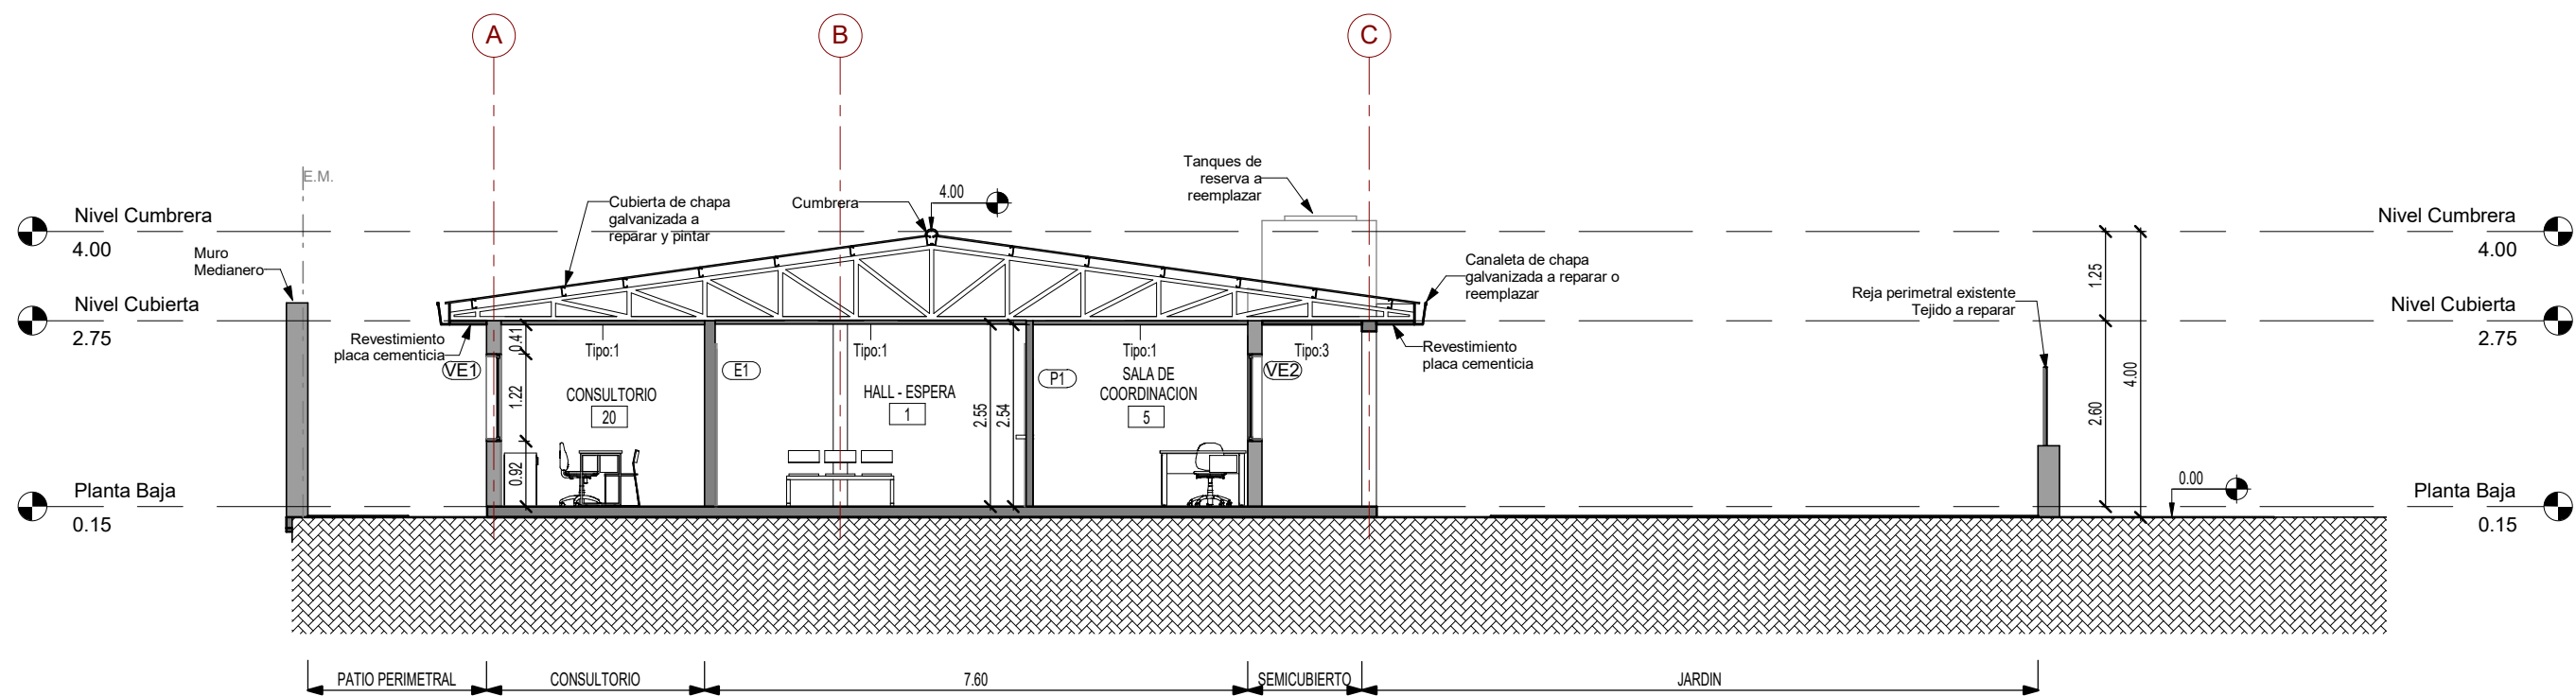 A
B
C
E.M.
Tanques de
reserva a
reemplazar
Cubierta de chapa
galvanizada a
reparar y pintar
Cumbrera
4.00
Nivel Cumbrera
4.00
Nivel Cumbrera
4.00
Muro
Medianero
Canaleta de chapa
galvanizada a reparar o
reemplazar
1.25
Reja perimetral existente
Tejido a reparar
Nivel Cubierta
2.75
Nivel Cubierta
2.75
Revestimiento
placa cementicia
0.41
Tipo:1
Tipo:1
Tipo:1
Tipo:3
Revestimiento
placa cementicia
VE1
E1
P1
VE2
4.00
1.22
CONSULTORIO
20
HALL - ESPERA
1
2.55
2.54
SALA DE
COORDINACION
5
2.60
0.92
0.00
Planta Baja
0.15
Planta Baja
0.15
PATIO PERIMETRAL
CONSULTORIO
7.60
SEMICUBIERTO
JARDIN